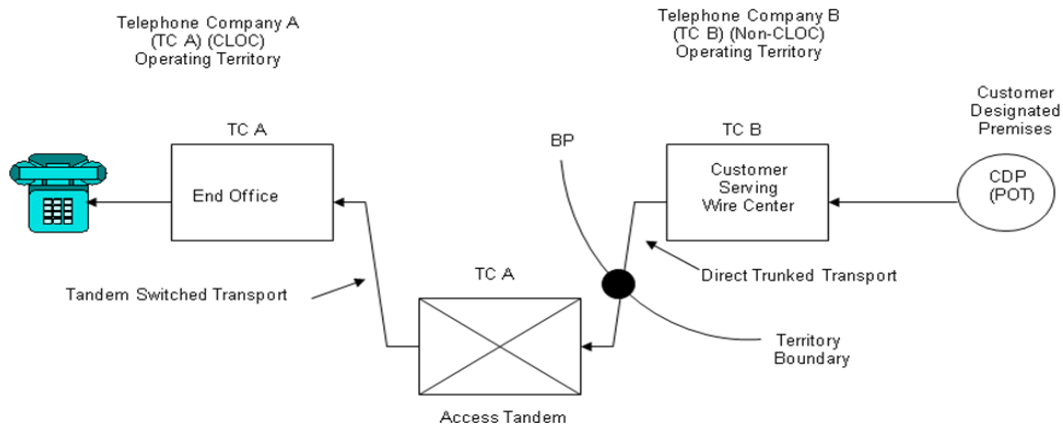 Telephone Company A
(TC A) (CLOC)
Operating Territory
Telephone Company B
(TC B) (Non-CLOC)
Operating Territory
Customer
Designated
Premises
TC A
End Office
BP
TC B
Customer
Serving
Wire Center
CDP
(POT)
Tandem Switched Transport
TC A
Direct Trunked Transport
Territory
Boundary
Access Tandem